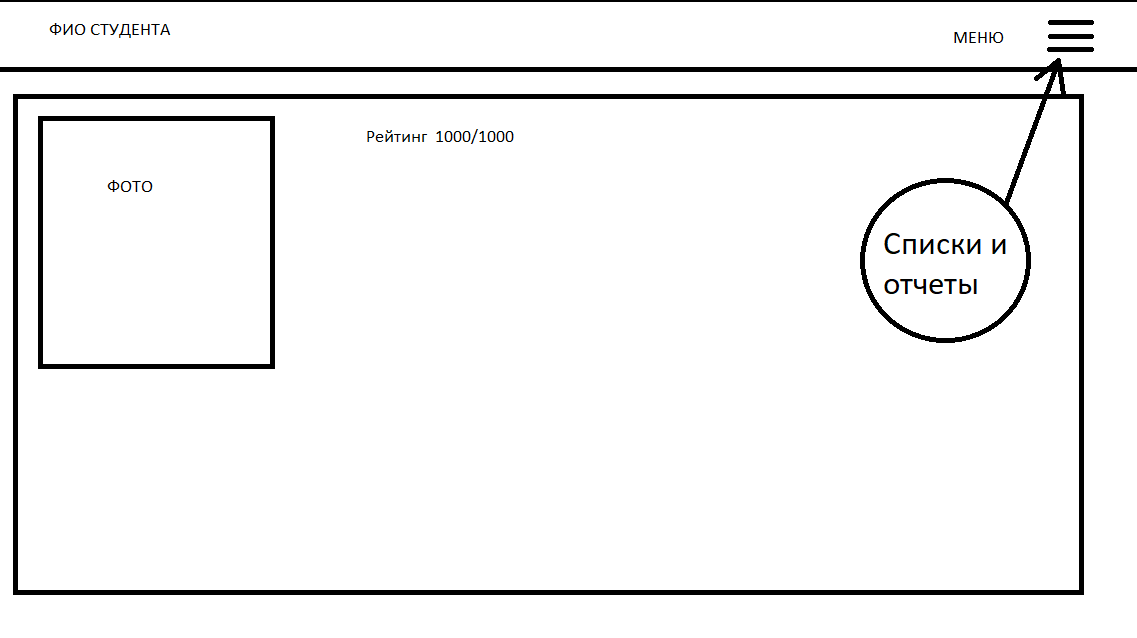 ФИО СТУДЕНТА
МЕНЮ
Рейтинг 1000/1000
ФОТО
Списки и
отчеты